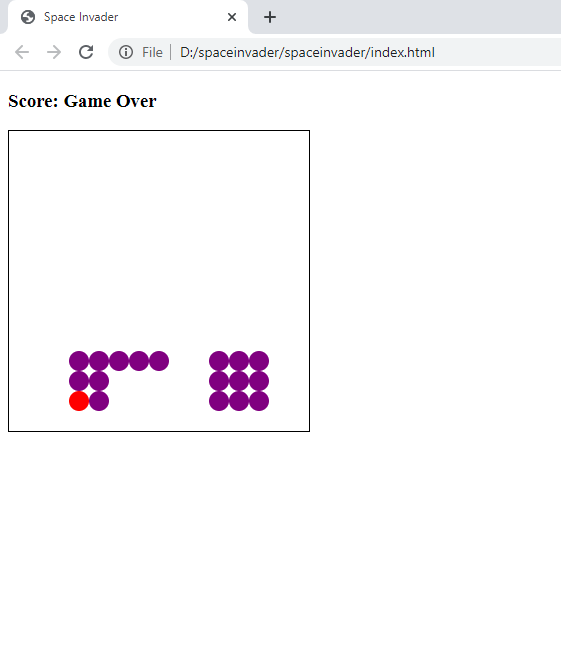 Space Invader
File
D:/spaceinvader/spaceinvader/index.html
Score: Game Over